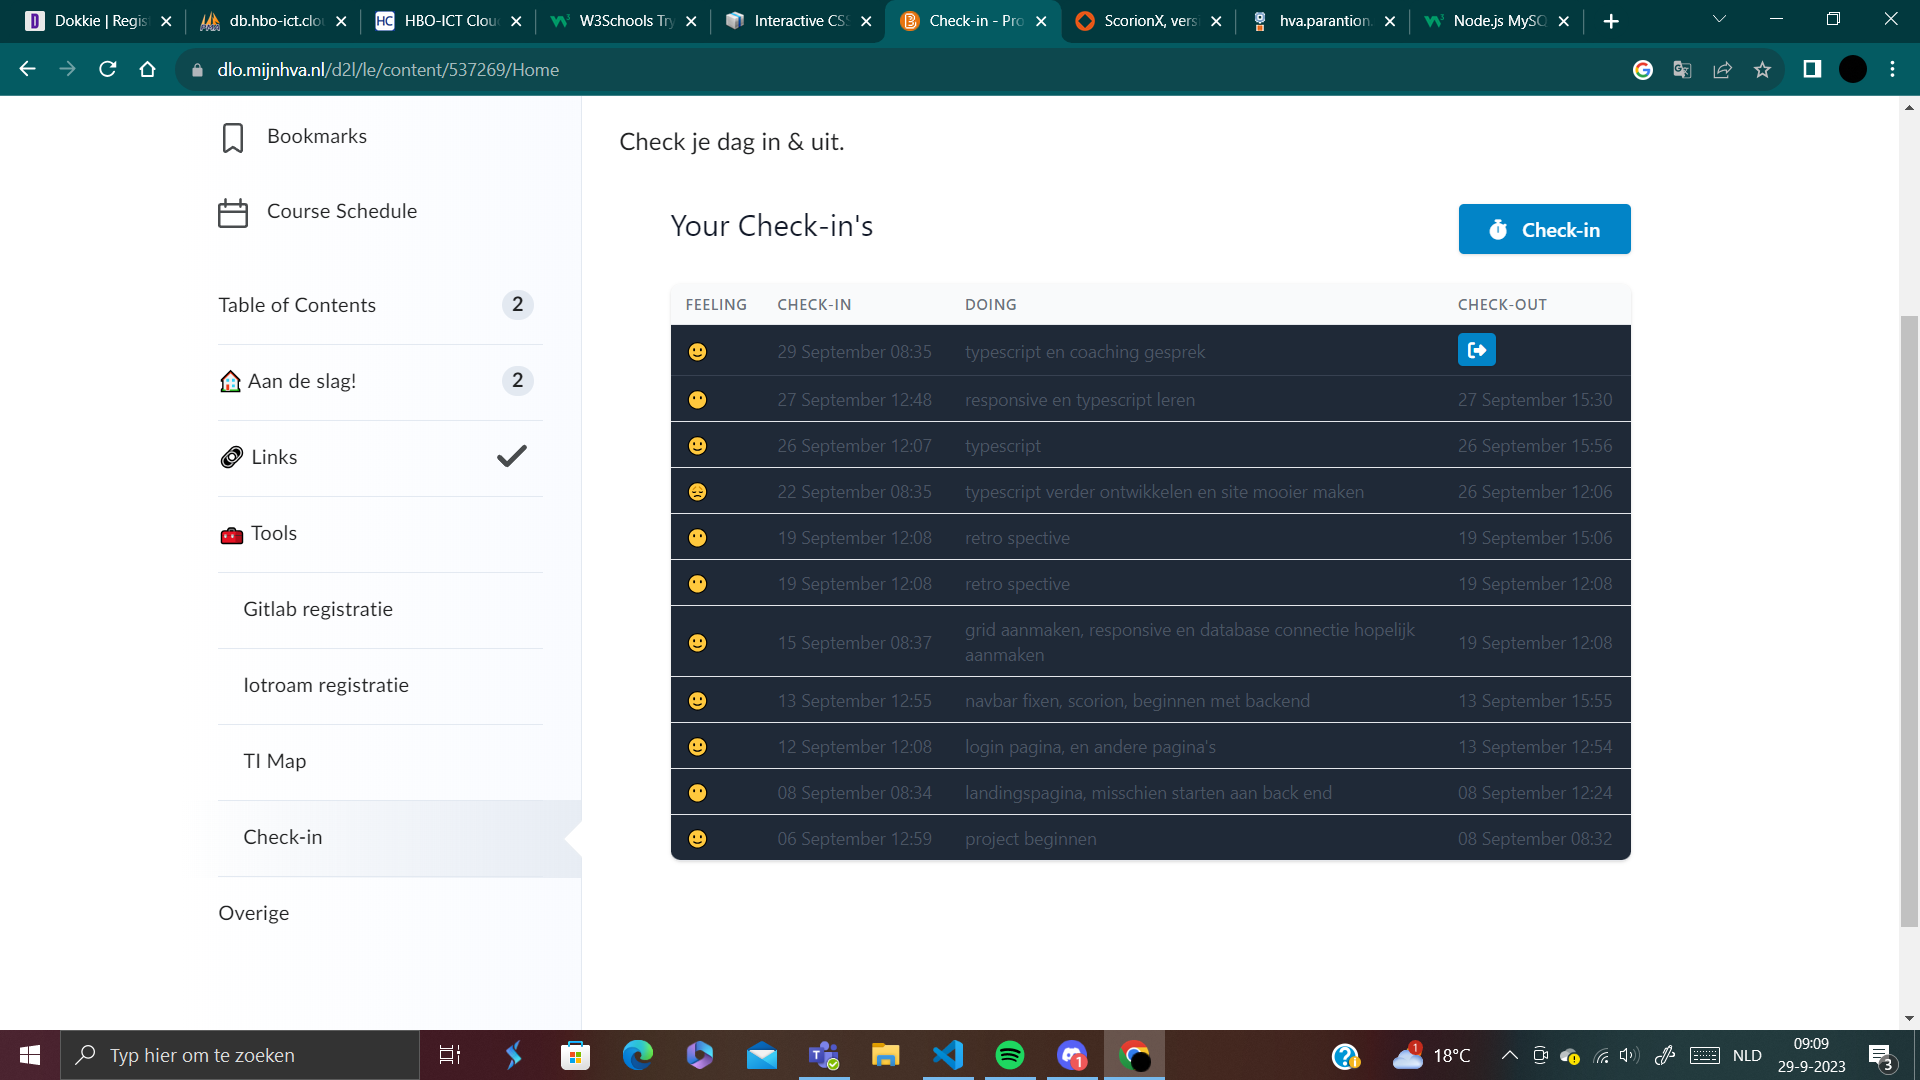 Dokkie | Regis
db.hbo-ict.clou
HC HBO-ICT Clou
W3Schools Try
Interactive CSS
Check-in - Pro
ScorionX, versi
hva.parantion.
Node.js MySQ
dlo.mijnhva.nl/d2l/le/content/537269/Home
Bookmarks
Course Schedule
Table of Contents 2
Aan de slag! 2
Links
Tools
Gitlab registratie
Iotroam registratie
TI Map
Check-in
Overige
Check je dag in & uit.
Your Check-in's
Check-in
FEELING CHECK-IN DOING CHECK-OUT
29 September 08:35 typescript en coaching gesprek
27 September 12:48 responsive en typescript leren 27 September 15:30
26 September 12:07 typescript 26 September 15:56
22 September 08:35 typescript verder ontwikkelen en site mooier maken 26 September 12:06
19 September 12:08 retro spective 19 September 15:06
19 September 12:08 retro spective 19 September 12:08
15 September 08:37 grid aanmaken, responsive en database connectie hopelijk
aanmaken 19 September 12:08
13 September 12:55 navbar fixen, scorion, beginnen met backend 13 September 15:55
12 September 12:08 login pagina, en andere pagina's 13 September 12:54
08 September 08:34 landingspagina, misschien starten aan back end 08 September 12:24
06 September 12:59 project beginnen 08 September 08:32
Typ hier om te zoeken
1
1
18°C
NLD
09:09
29-9-2023
3